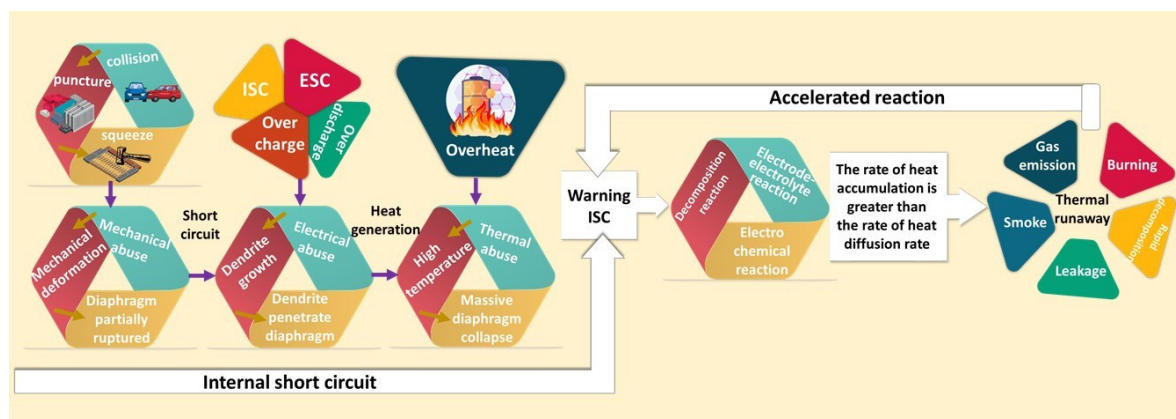 puncture
collision
squeeze
ISC
ESC
Over
charge
Over
discharge
Overheat
Mechanical
deformation
Mechanical
abuse
Diaphragm
partially
ruptured
Short
circuit
Dendrite
growth
Electrical
abuse
Dendrite
penetrate
diaphragm
Heat
generation
High
temperature
Thermal
abuse
Massive
diaphragm
collapse
Internal short circuit
Accelerated reaction
Warning
ISC
Decomposition
reaction
Electrode-
electrolyte
reaction
Electro
chemical
reaction
The rate of heat
accumulation is
greater than
the rate of heat
diffusion rate
Gas
emission
Burning
Thermal
runaway
Smoke
Rapid
decomposition
Leakage